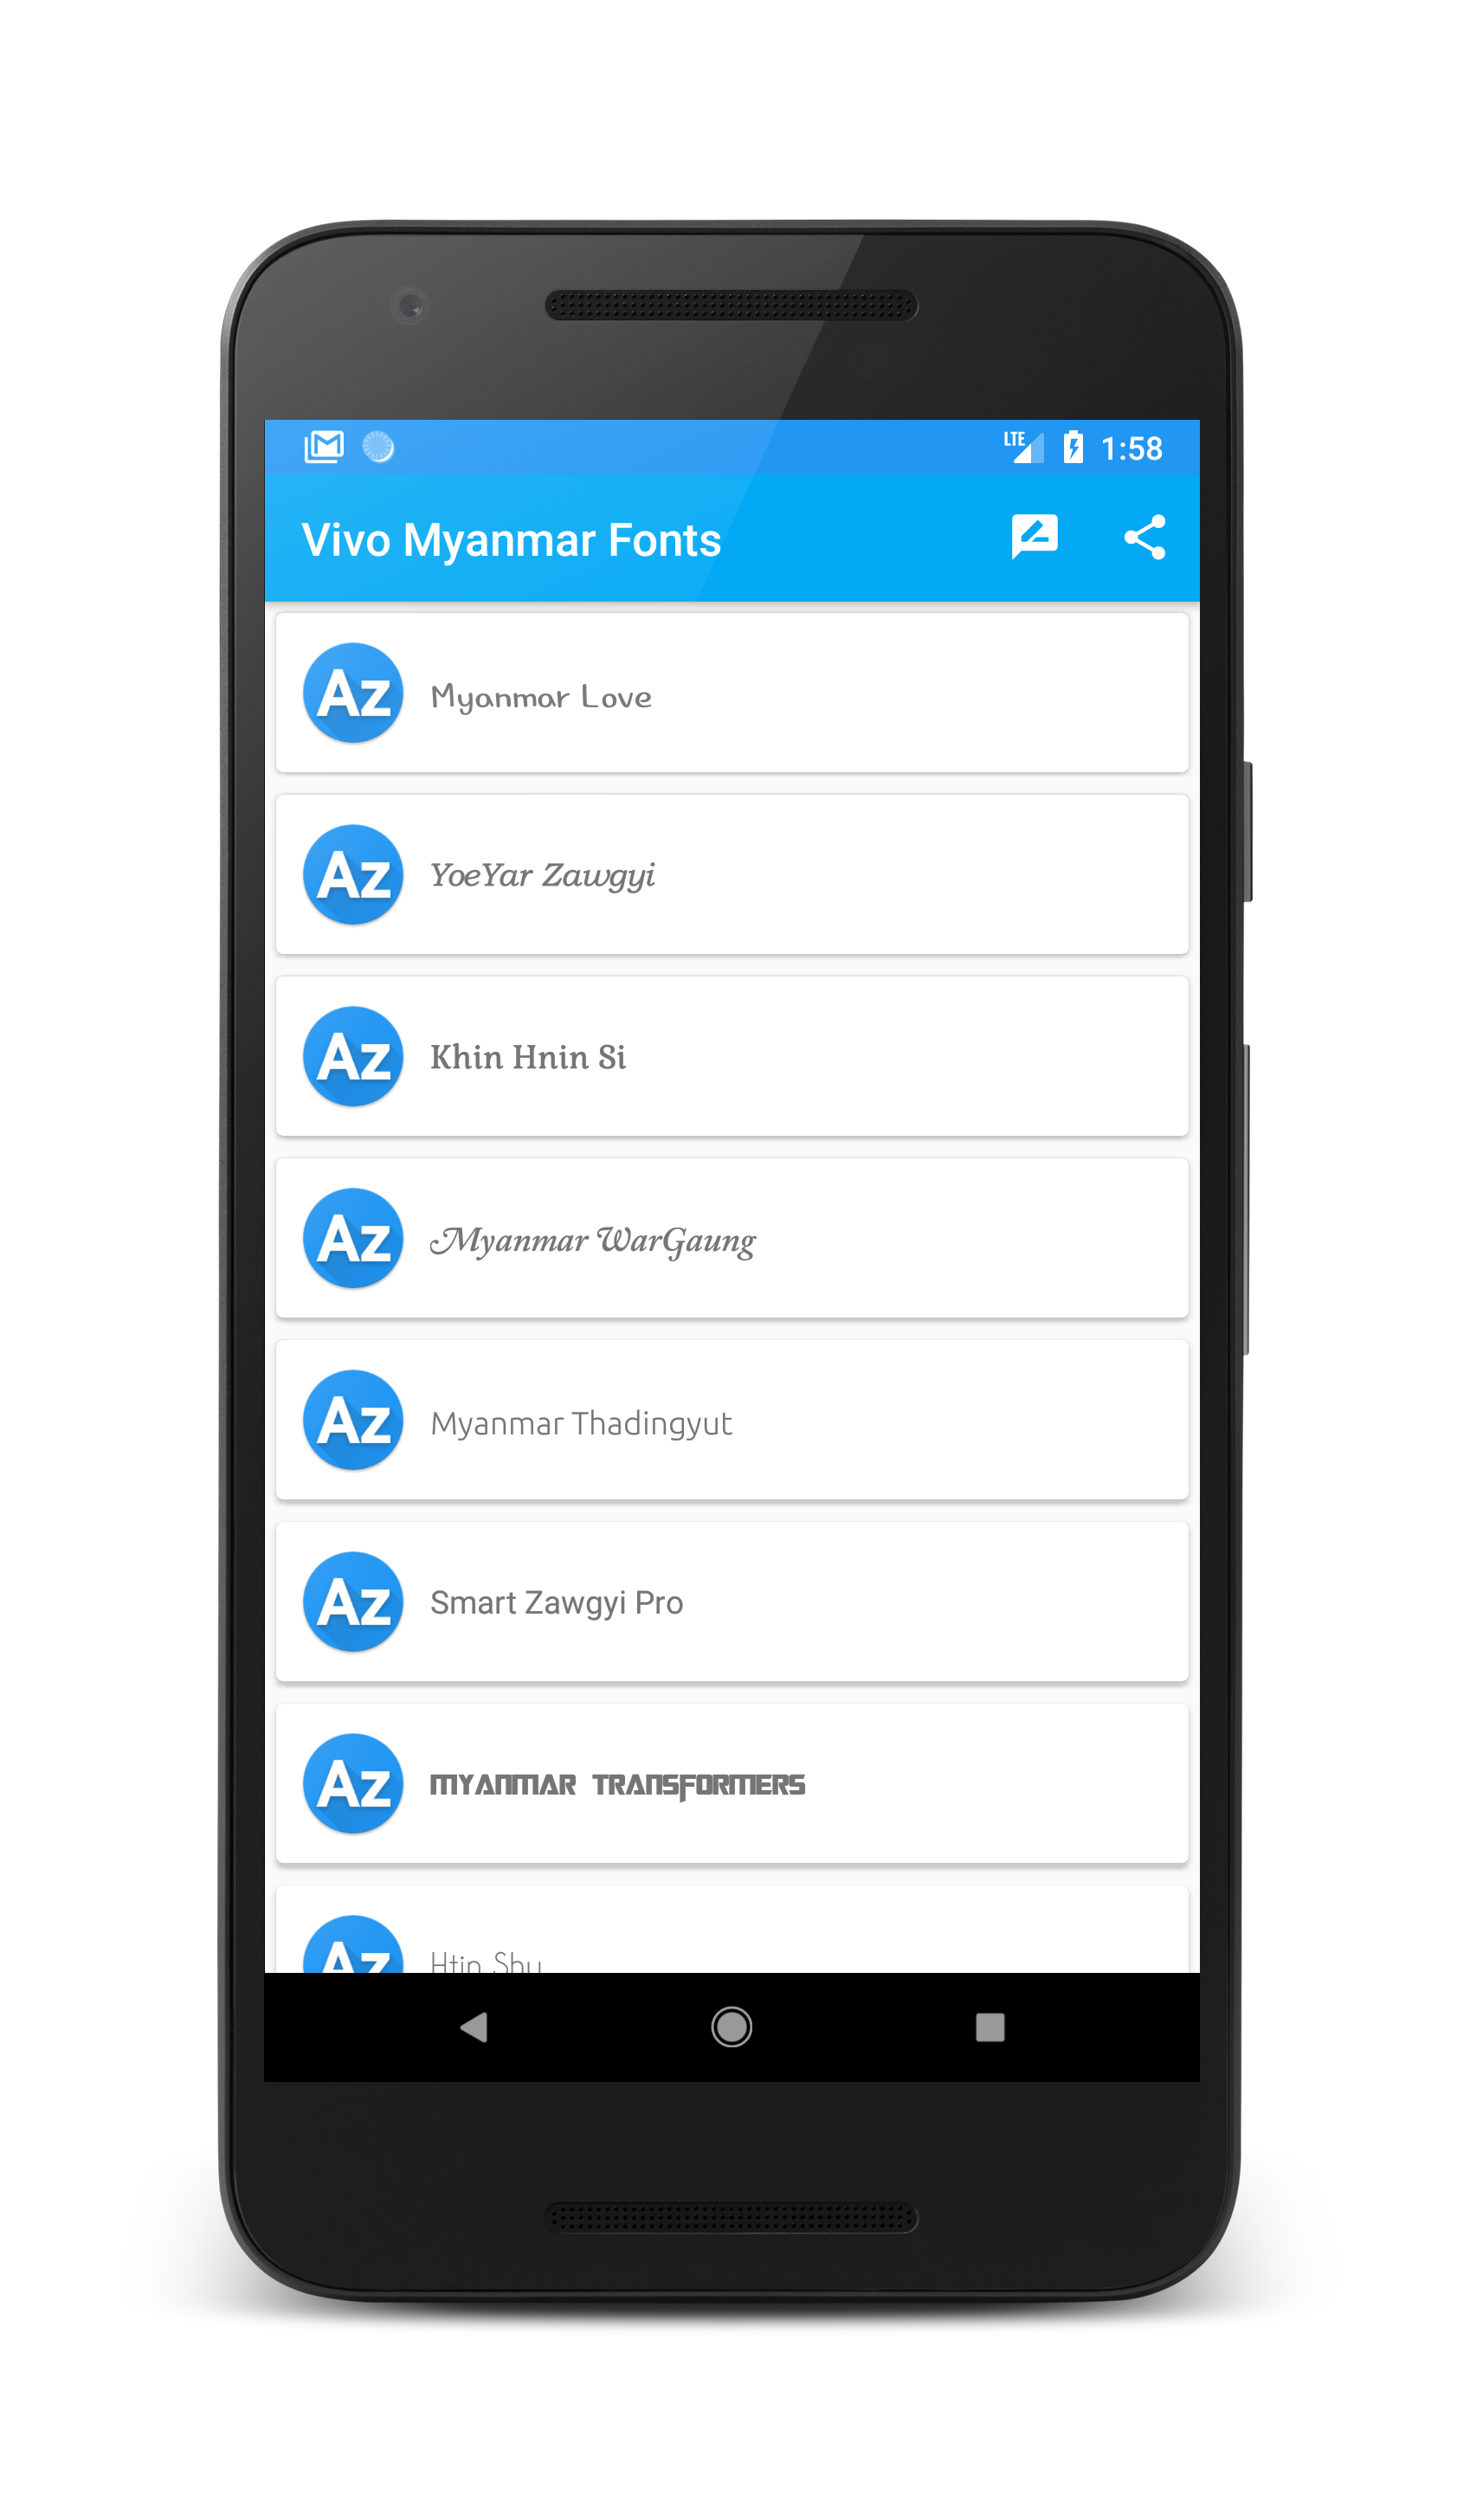 LTE 1:58
Vivo Myanmar Fonts
Az Myanmar Love
Az YoeYar Zawgyi
Az Khin Hnin Si
Az Myanmar WarGaung
Az Myanmar Thadingyut
Az Smart Zawgyi Pro
Az MYANMAR TRANSFORMERS
Az Htin Shu